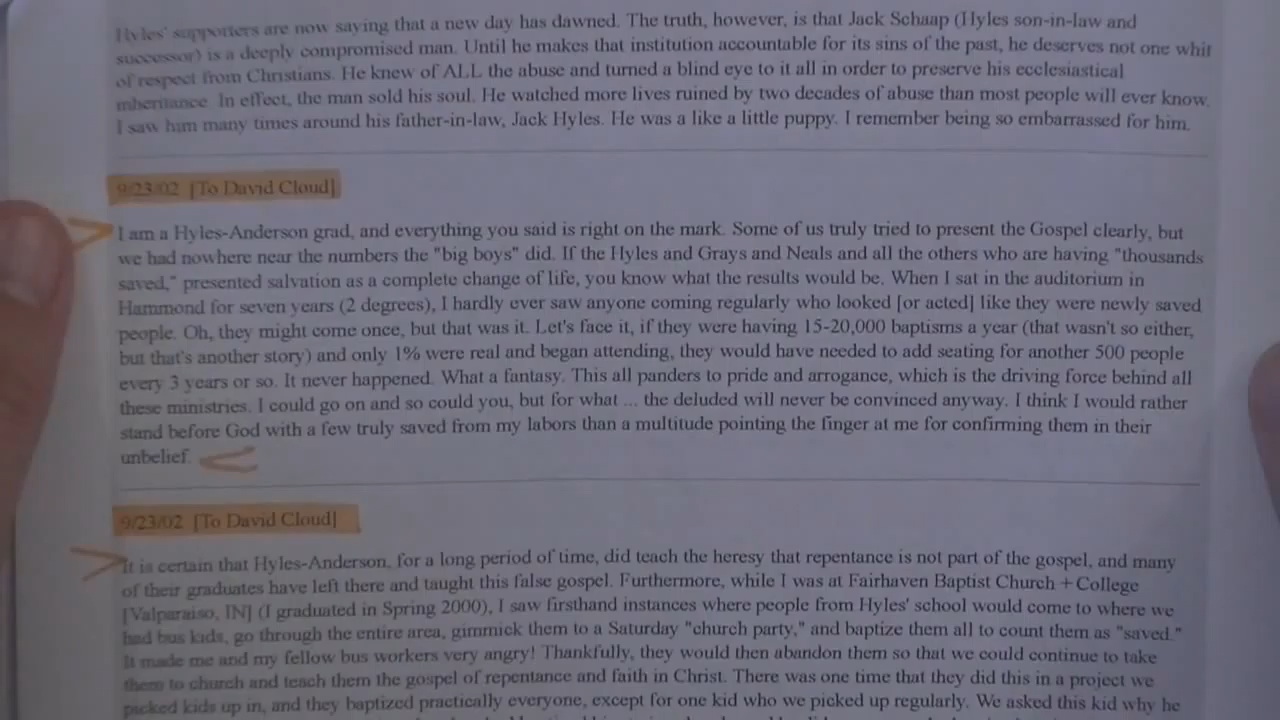 Hyles' supporters are now saying that a new day has dawned. The truth, however, is that Jack Schaap (Hyles son-in-law and
successor) is a deeply compromised man. Until he makes that institution accountable for its sins of the past, he deserves not one whit
of respect from Christians. He knew of ALL the abuse and turned a blind eye to it all in order to preserve his ecclesiastical
inheritance. In effect, the man sold his soul. He watched more lives ruined by two decades of abuse than most people will ever know.
I saw him many times around his father-in-law, Jack Hyles. He was a like a little puppy. I remember being so embarrassed for him.
9/23/02 [To David Cloud]
I am a Hyles-Anderson grad, and everything you said is right on the mark. Some of us truly tried to present the Gospel clearly, but
we had nowhere near the numbers the "big boys" did. If the Hyles and Grays and Neals and all the others who are having "thousands
saved," presented salvation as a complete change of life, you know what the results would be. When I sat in the auditorium in
Hammond for seven years (2 degrees), I hardly ever saw anyone coming regularly who looked [or acted] like they were newly saved
people. Oh, they might come once, but that was it. Let's face it, if they were having 15-20,000 baptisms a year (that wasn't so either,
but that's another story) and only 1% were real and began attending, they would have needed to add seating for another 500 people
every 3 years or so. It never happened. What a fantasy. This all panders to pride and arrogance, which is the driving force behind all
these ministries. I could go on and so could you, but for what ... the deluded will never be convinced anyway. I think I would rather
stand before God with a few truly saved from my labors than a multitude pointing the finger at me for confirming them in their
unbelief.
9/23/02 [To David Cloud]
It is certain that Hyles-Anderson, for a long period of time, did teach the heresy that repentance is not part of the gospel, and many
of their graduates have left there and taught this false gospel. Furthermore, while I was at Fairhaven Baptist Church + College
[Valparaiso, IN] (I graduated in Spring 2000), I saw firsthand instances where people from Hyles' school would come to where we
had bus kids, go through the entire area, gimmick them to a Saturday "church party," and baptize them all to count them as "saved."
It made me and my fellow bus workers very angry! Thankfully, they would then abandon them so that we could continue to take
them to church and teach them the gospel of repentance and faith in Christ. There was one time that they did this in a project we
picked kids up in, and they baptized practically everyone, except for one kid who we picked up regularly. We asked this kid why he